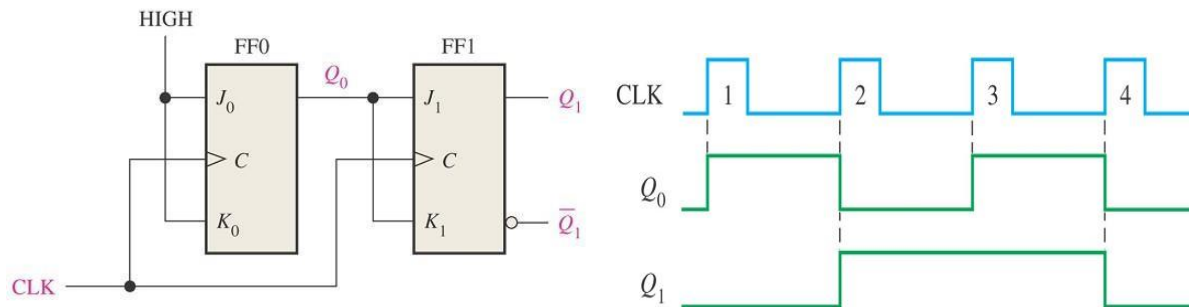 HIGH
FF0
FF1
Q₀
J₀
J₁
Q₁
C
C
K₀
K₁
Q̅₁
CLK
CLK
1
2
3
4
Q₀
Q₁